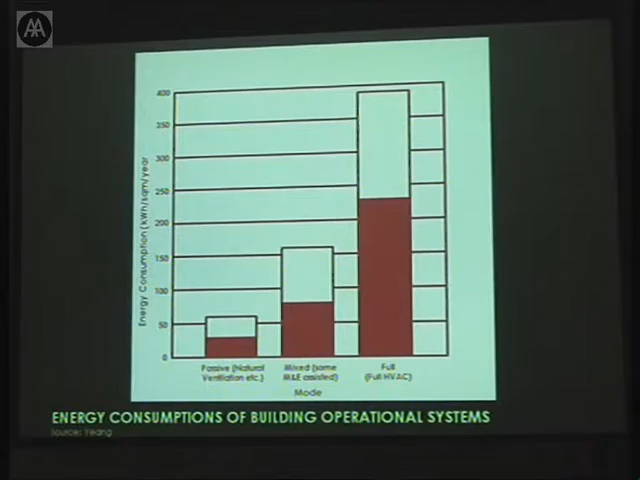 AA
400
350
300
250
200
150
100
50
0
Energy Consumption (kWh/sqm/year
Passive (Natural
Ventilation etc.)
Mixed (some
M&E assisted)
Full
(Full HVAC)
Mode
ENERGY CONSUMPTIONS OF BUILDING OPERATIONAL SYSTEMS
Source: Yeang